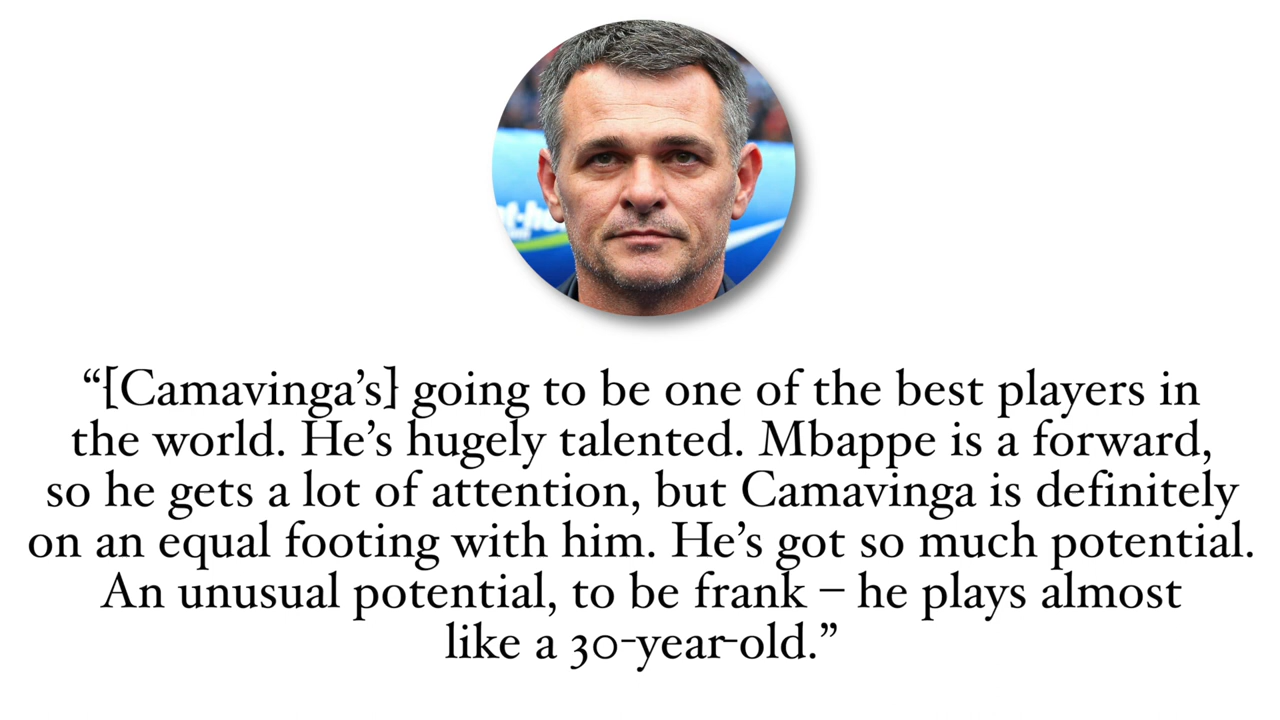 “[Camavinga’s] going to be one of the best players in
the world. He’s hugely talented. Mbappe is a forward,
so he gets a lot of attention, but Camavinga is definitely
on an equal footing with him. He’s got so much potential.
An unusual potential, to be frank – he plays almost
like a 30-year-old.”